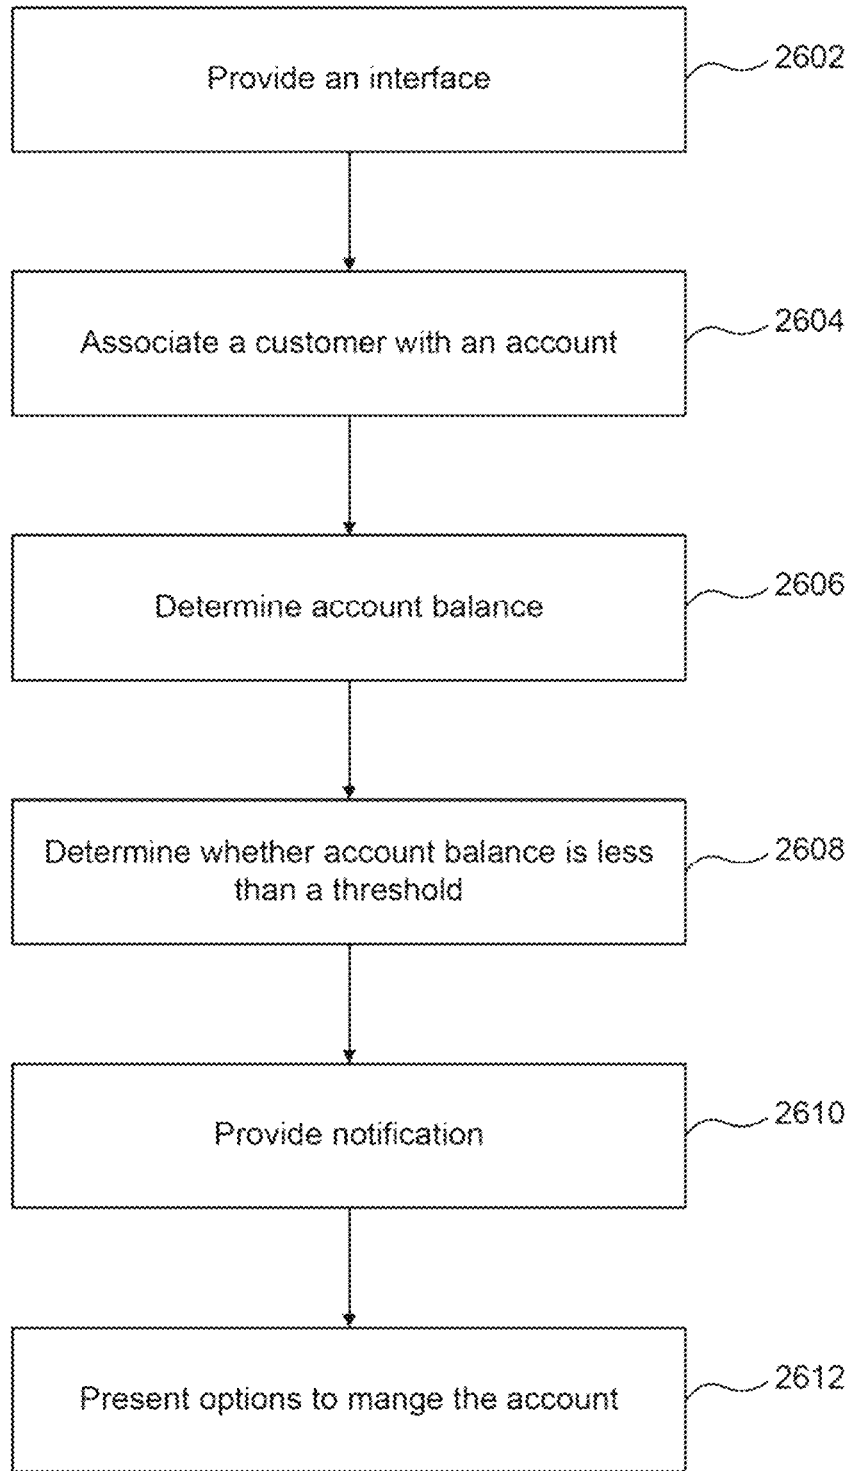 Provide an interface
2602
Associate a customer with an account
2604
Determine account balance
2606
Determine whether account balance is less
than a threshold
2608
Provide notification
2610
Present options to mange the account
2612